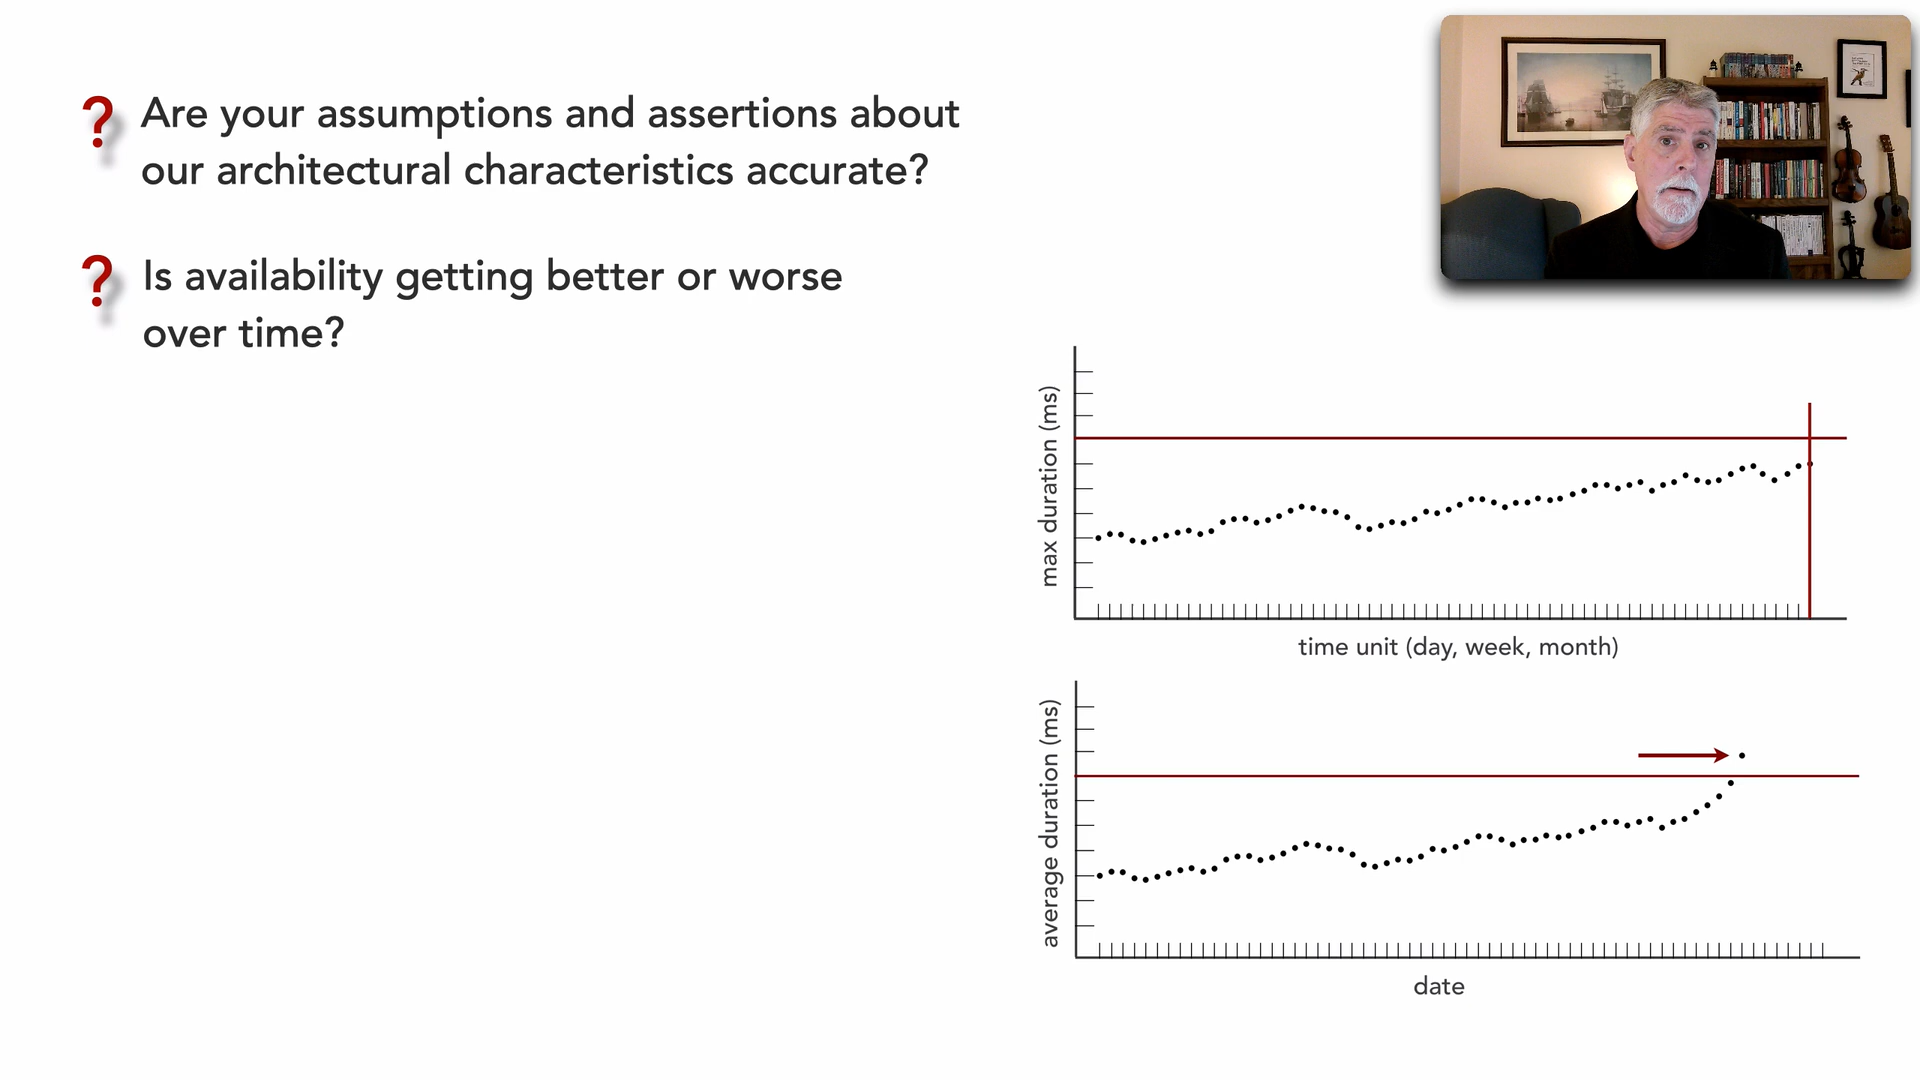 ? Are your assumptions and assertions about
our architectural characteristics accurate?
? Is availability getting better or worse
over time?
max duration (ms)
time unit (day, week, month)
average duration (ms)
date